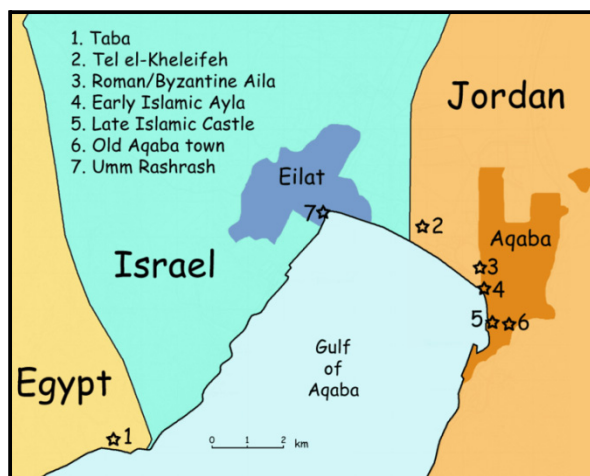 1. Taba
2. Tel el-Kheleifeh
3. Roman/Byzantine Aila
4. Early Islamic Ayla
5. Late Islamic Castle
6. Old Aqaba town
7. Umm Rashrash
Jordan
Eilat
7
2
Aqaba
3
4
Israel
5
6
Gulf
of
Aqaba
Egypt
1
0 1 2
km